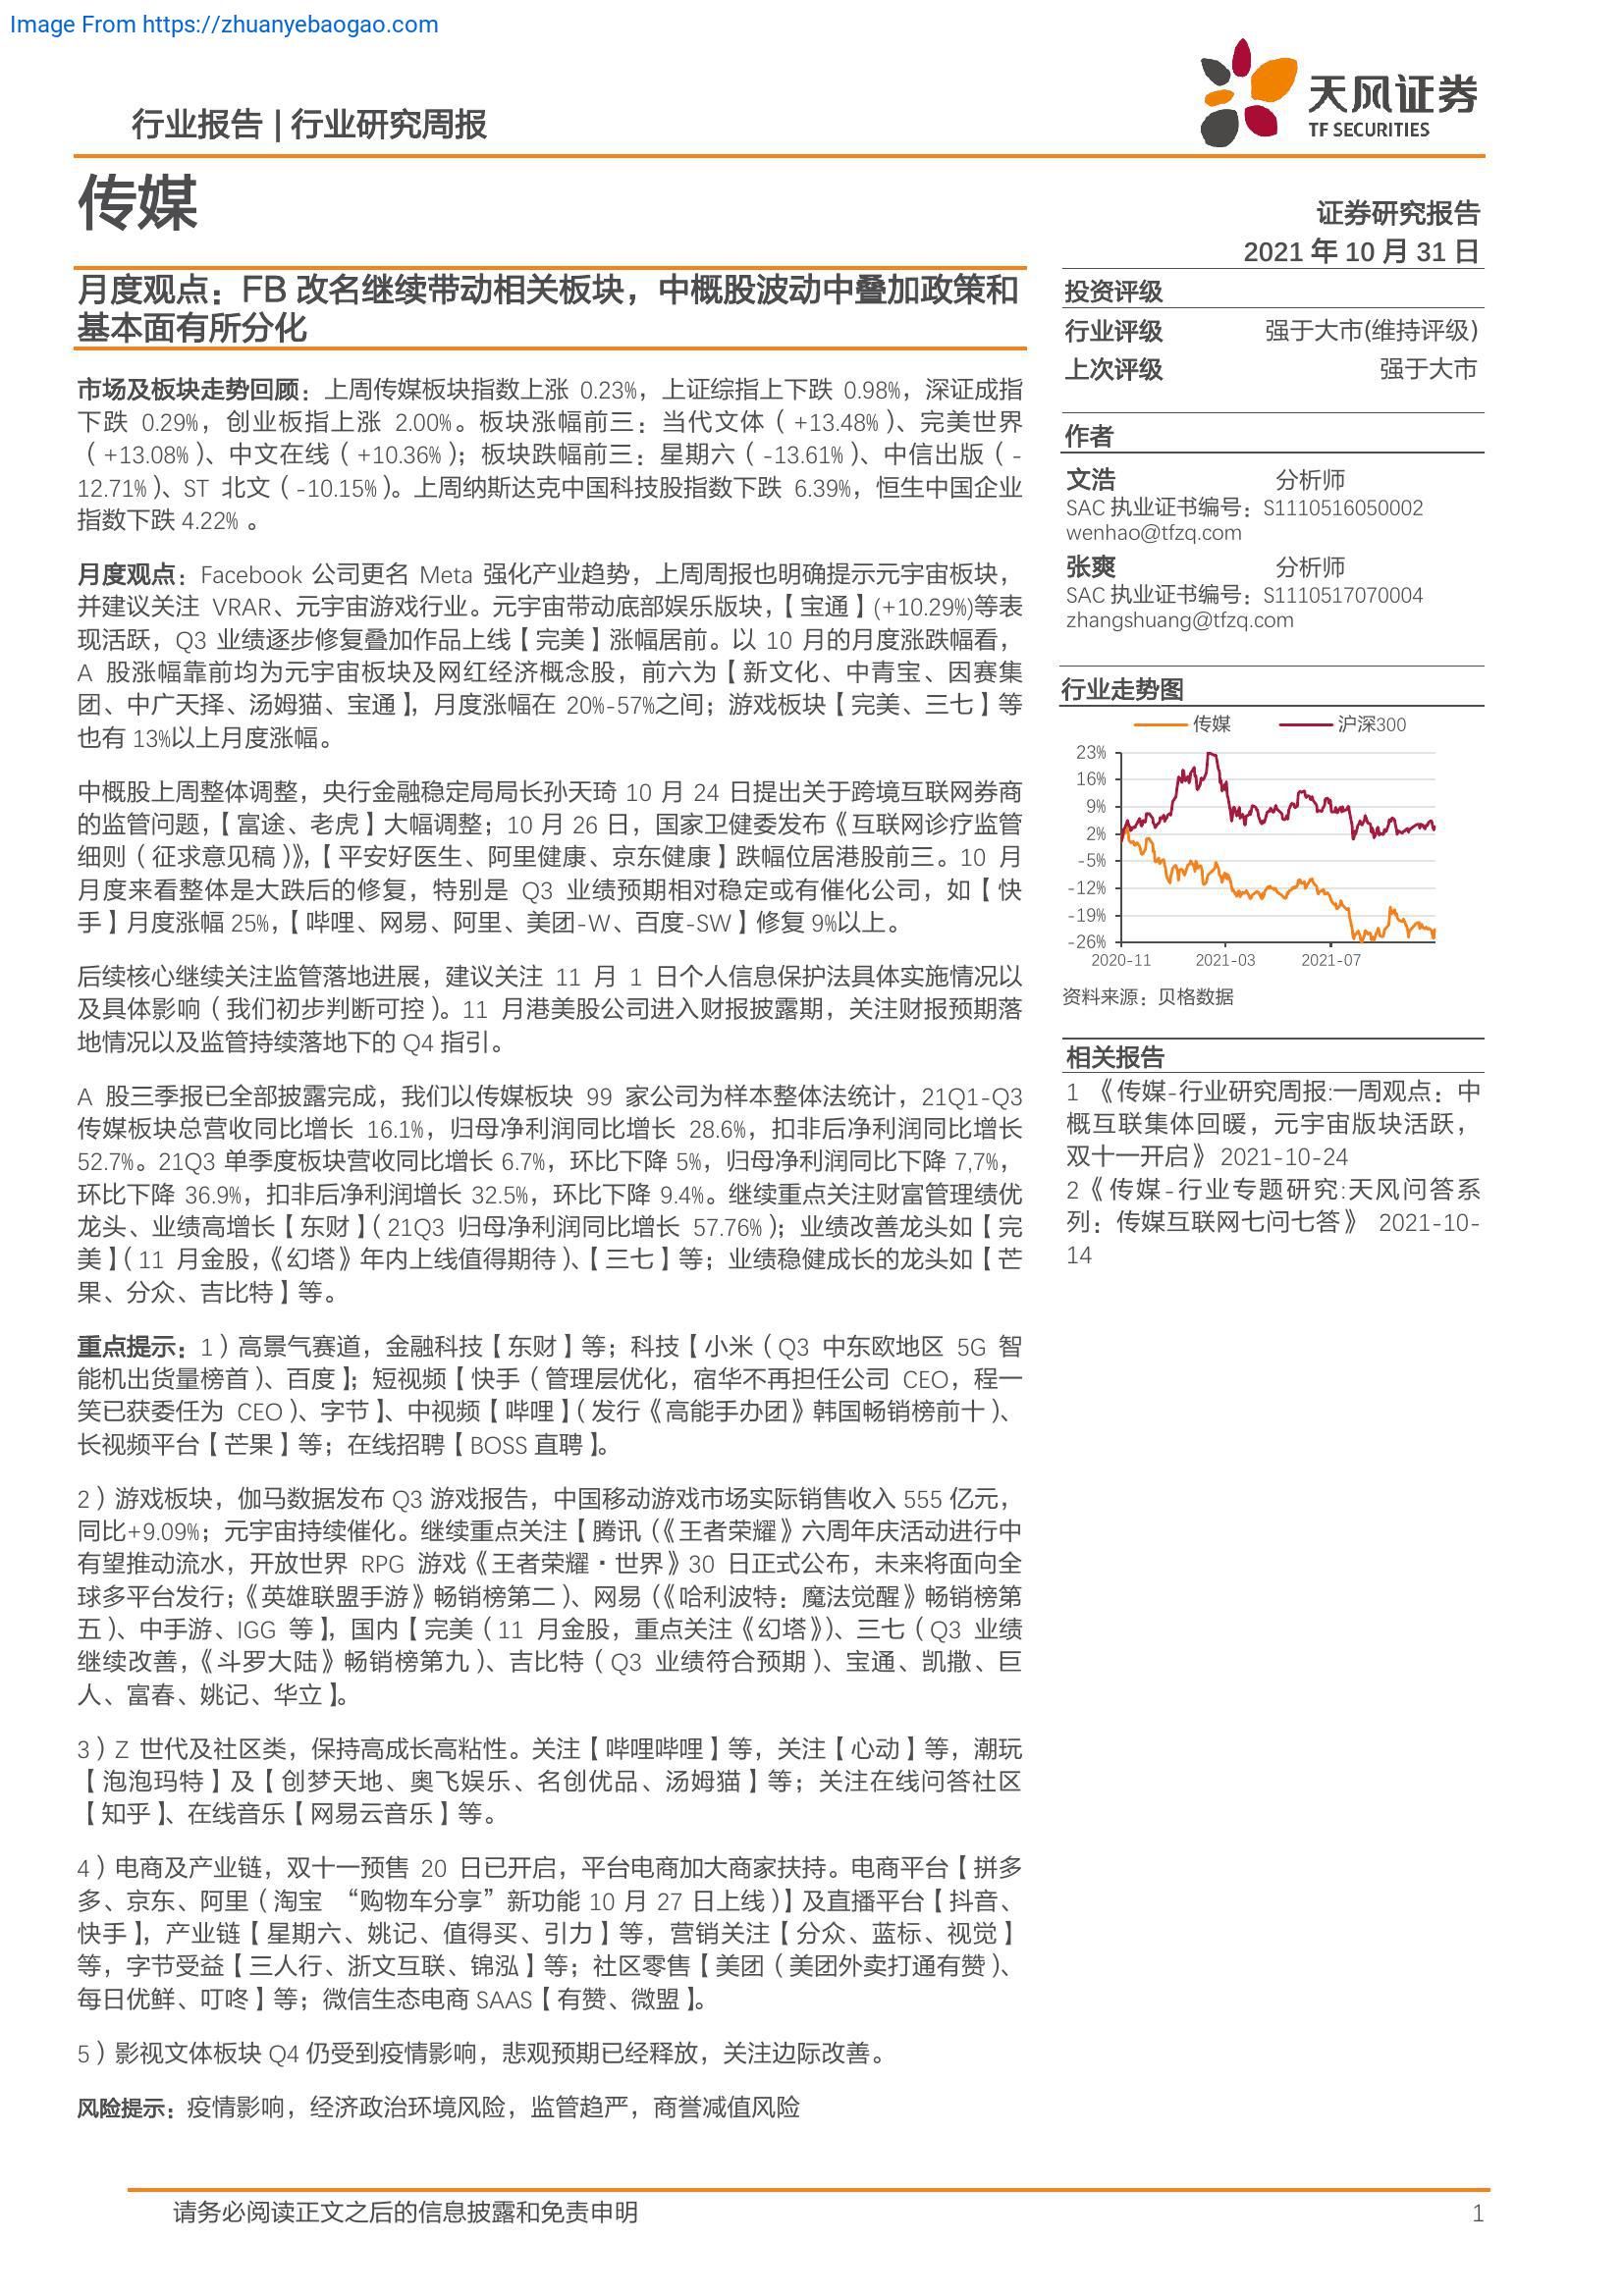 Image From https://zhuanyebaogao.com
行业报告 | 行业研究周报
天风证券
TF SECURITIES
传媒
证券研究报告
2021 年 10 月 31 日
月度观点：FB 改名继续带动相关板块，中概股波动中叠加政策和
基本面有所分化
市场及板块走势回顾：上周传媒板块指数上涨 0.23%，上证综指上下跌 0.98%，深证成指
下跌 0.29%，创业板指上涨 2.00%。板块涨幅前三：当代文体（+13.48%）、完美世界
（+13.08%）、中文在线（+10.36%）；板块跌幅前三：星期六（-13.61%）、中信出版（-
12.71%）、ST 北文（-10.15%）。上周纳斯达克中国科技股指数下跌 6.39%，恒生中国企业
指数下跌 4.22% 。
月度观点：Facebook 公司更名 Meta 强化产业趋势，上周周报也明确提示元宇宙板块，
并建议关注 VRAR、元宇宙游戏行业。元宇宙带动底部娱乐版块，【宝通】(+10.29%)等表
现活跃，Q3 业绩逐步修复叠加作品上线【完美】涨幅居前。以 10 月的月度涨跌幅看，
A 股涨幅靠前均为元宇宙板块及网红经济概念股，前六为【新文化、中青宝、因赛集
团、中广天择、汤姆猫、宝通】，月度涨幅在 20%-57%之间；游戏板块【完美、三七】等
也有 13%以上月度涨幅。
中概股上周整体调整，央行金融稳定局局长孙天琦 10 月 24 日提出关于跨境互联网券商
的监管问题，【富途、老虎】大幅调整；10 月 26 日，国家卫健委发布《互联网诊疗监管
细则（征求意见稿）》，【平安好医生、阿里健康、京东健康】跌幅位居港股前三。10 月
月度来看整体是大跌后的修复，特别是 Q3 业绩预期相对稳定或有催化公司，如【快
手】月度涨幅 25%，【哔哩、网易、阿里、美团-W、百度-SW】修复 9%以上。
后续核心继续关注监管落地进展，建议关注 11 月 1 日个人信息保护法具体实施情况以
及具体影响（我们初步判断可控）。11 月港美股公司进入财报披露期，关注财报预期落
地情况以及监管持续落地下的 Q4 指引。
A 股三季报已全部披露完成，我们以传媒板块 99 家公司为样本整体法统计，21Q1-Q3
传媒板块总营收同比增长 16.1%，归母净利润同比增长 28.6%，扣非后净利润同比增长
52.7%。21Q3 单季度板块营收同比增长 6.7%，环比下降 5%，归母净利润同比下降 7,7%，
环比下降 36.9%，扣非后净利润增长 32.5%，环比下降 9.4%。继续重点关注财富管理绩优
龙头、业绩高增长【东财】（21Q3 归母净利润同比增长 57.76%）；业绩改善龙头如【完
美】（11 月金股，《幻塔》年内上线值得期待）、【三七】等；业绩稳健成长的龙头如【芒
果、分众、吉比特】等。
重点提示：1）高景气赛道，金融科技【东财】等；科技【小米（Q3 中东欧地区 5G 智
能机出货量榜首）、百度】；短视频【快手（管理层优化，宿华不再担任公司 CEO，程一
笑已获委任为 CEO）、字节】、中视频【哔哩】（发行《高能手办团》韩国畅销榜前十）、
长视频平台【芒果】等；在线招聘【BOSS 直聘】。
2）游戏板块，伽马数据发布 Q3 游戏报告，中国移动游戏市场实际销售收入 555 亿元，
同比+9.09%；元宇宙持续催化。继续重点关注【腾讯（《王者荣耀》六周年庆活动进行中
有望推动流水，开放世界 RPG 游戏《王者荣耀·世界》30 日正式公布，未来将面向全
球多平台发行；《英雄联盟手游》畅销榜第二）、网易（《哈利波特：魔法觉醒》畅销榜第
五）、中手游、IGG 等】，国内【完美（11 月金股，重点关注《幻塔》）、三七（Q3 业绩
继续改善，《斗罗大陆》畅销榜第九）、吉比特（Q3 业绩符合预期）、宝通、凯撒、巨
人、富春、姚记、华立】。
3）Z 世代及社区类，保持高成长高粘性。关注【哔哩哔哩】等，关注【心动】等，潮玩
【泡泡玛特】及【创梦天地、奥飞娱乐、名创优品、汤姆猫】等；关注在线问答社区
【知乎】、在线音乐【网易云音乐】等。
4）电商及产业链，双十一预售 20 日已开启，平台电商加大商家扶持。电商平台【拼多
多、京东、阿里（淘宝 “购物车分享”新功能 10 月 27 日上线）】及直播平台【抖音、
快手】，产业链【星期六、姚记、值得买、引力】等，营销关注【分众、蓝标、视觉】
等，字节受益【三人行、浙文互联、锦泓】等；社区零售【美团（美团外卖打通有赞）、
每日优鲜、叮咚】等；微信生态电商 SAAS【有赞、微盟】。
5）影视文体板块 Q4 仍受到疫情影响，悲观预期已经释放，关注边际改善。
风险提示：疫情影响，经济政治环境风险，监管趋严，商誉减值风险
投资评级
行业评级 强于大市(维持评级)
上次评级 强于大市
作者
文浩 分析师
SAC 执业证书编号：S1110516050002
wenhao@tfzq.com
张爽 分析师
SAC 执业证书编号：S1110517070004
zhangshuang@tfzq.com
行业走势图
传媒 沪深300
23%
16%
9%
2%
-5%
-12%
-19%
-26%
2020-11 2021-03 2021-07
资料来源：贝格数据
相关报告
1 《传媒-行业研究周报:一周观点：中
概互联集体回暖，元宇宙版块活跃，
双十一开启》 2021-10-24
2《传媒-行业专题研究:天风问答系
列：传媒互联网七问七答》 2021-10-
14
请务必阅读正文之后的信息披露和免责申明
1